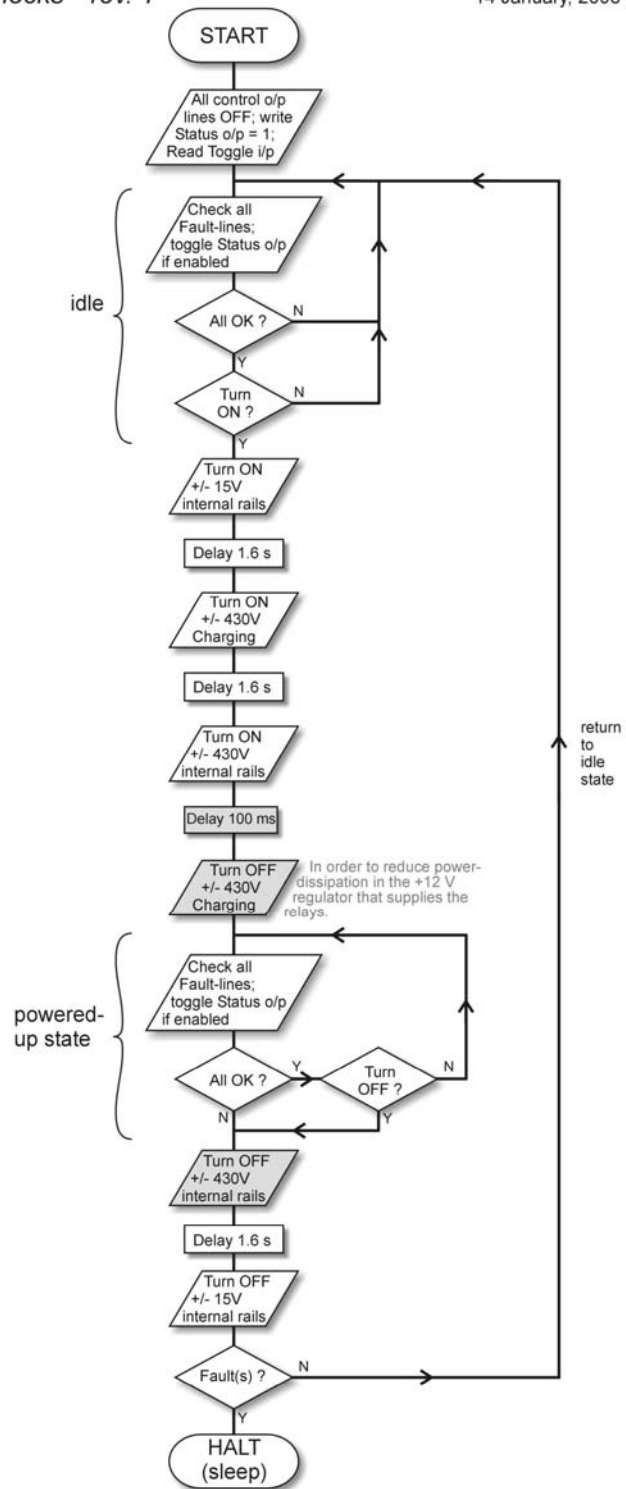 START
All control o/p
lines OFF; write
Status o/p = 1;
Read Toggle i/p
Check all
Fault-lines;
toggle Status o/p
if enabled
idle
All OK ?
N
Y
Turn
ON ?
N
Y
Turn ON
+/- 15V
internal rails
Delay 1.6 s
Turn ON
+/- 430V
Charging
Delay 1.6 s
Turn ON
+/- 430V
internal rails
return
to
idle
state
Delay 100 ms
Turn OFF
+/- 430V
Charging
In order to reduce power-
dissipation in the +12 V
regulator that supplies the
relays.
Check all
Fault-lines;
toggle Status o/p
if enabled
powered-
up state
All OK ?
Y
N
Turn
OFF ?
N
Y
Turn OFF
+/- 430V
internal rails
Delay 1.6 s
Turn OFF
+/- 15V
internal rails
Fault(s) ?
N
Y
HALT
(sleep)